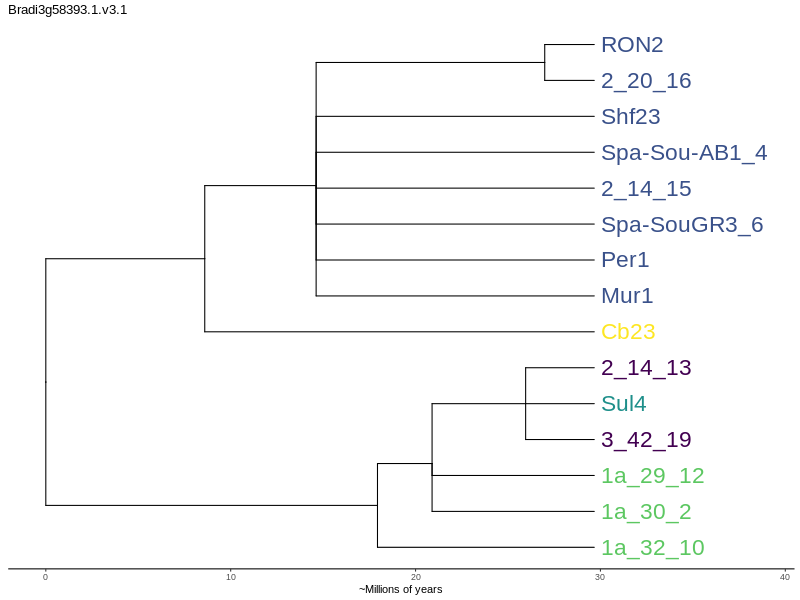 Bradi3g58393.1.v3.1
RON2
2_20_16
Shf23
Spa-Sou-AB1_4
2_14_15
Spa-SouGR3_6
Per1
Mur1
Cb23
2_14_13
Sul4
3_42_19
1a_29_12
1a_30_2
1a_32_10
0 10 20 30 40
~Millions of years